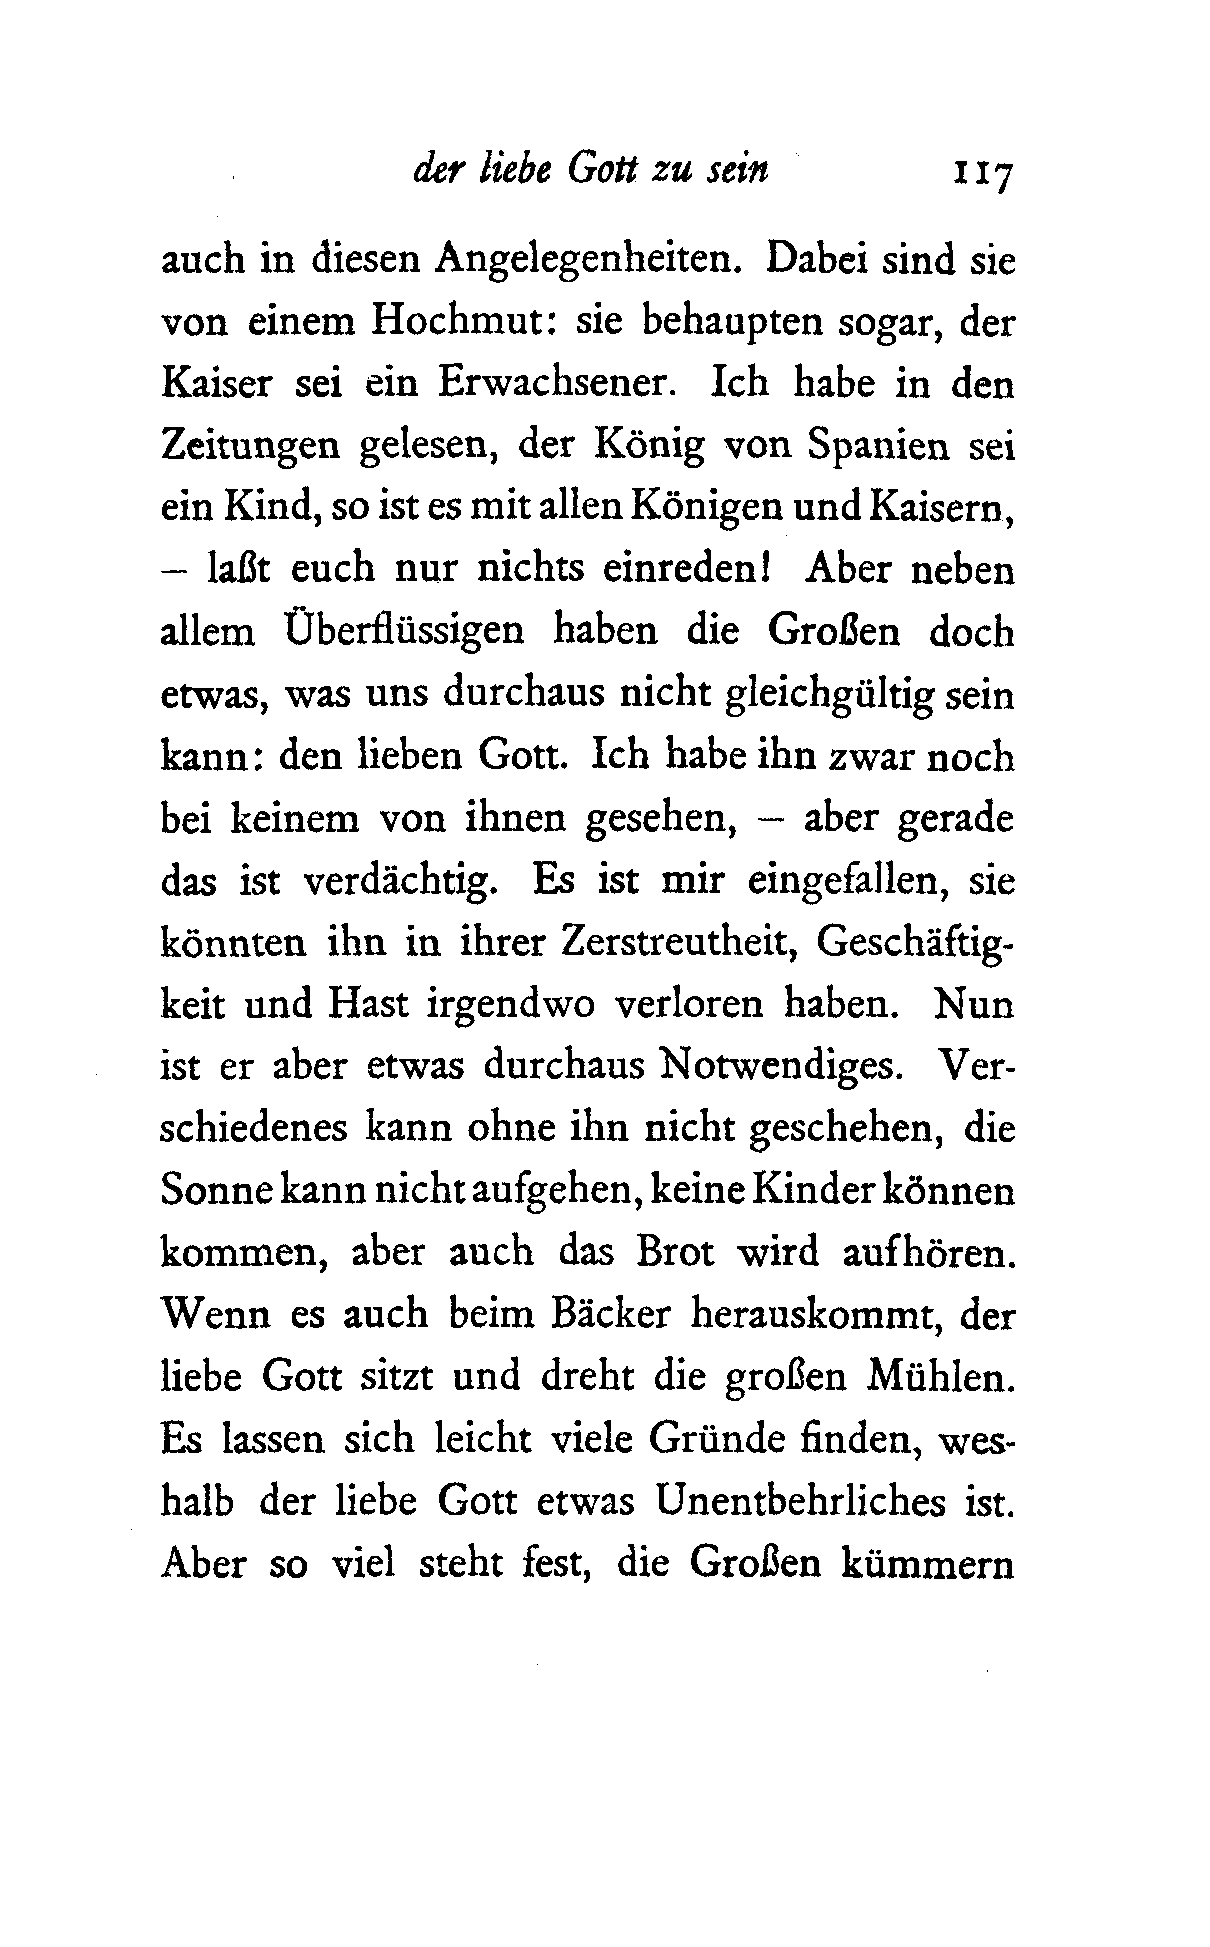 der liebe Gott zu sein 117
auch in diesen Angelegenheiten. Dabei sind sie
von einem Hochmut: sie behaupten sogar, der
Kaiser sei ein Erwachsener. Ich habe in den
Zeitungen gelesen, der König von Spanien sei
ein Kind, so ist es mit allen Königen und Kaisern,
– laßt euch nur nichts einreden! Aber neben
allem Überflüssigen haben die Großen doch
etwas, was uns durchaus nicht gleichgültig sein
kann: den lieben Gott. Ich habe ihn zwar noch
bei keinem von ihnen gesehen, – aber gerade
das ist verdächtig. Es ist mir eingefallen, sie
könnten ihn in ihrer Zerstreutheit, Geschäftig-
keit und Hast irgendwo verloren haben. Nun
ist er aber etwas durchaus Notwendiges. Ver-
schiedenes kann ohne ihn nicht geschehen, die
Sonne kann nicht aufgehen, keine Kinder können
kommen, aber auch das Brot wird aufhören.
Wenn es auch beim Bäcker herauskommt, der
liebe Gott sitzt und dreht die großen Mühlen.
Es lassen sich leicht viele Gründe finden, wes-
halb der liebe Gott etwas Unentbehrliches ist.
Aber so viel steht fest, die Großen kümmern